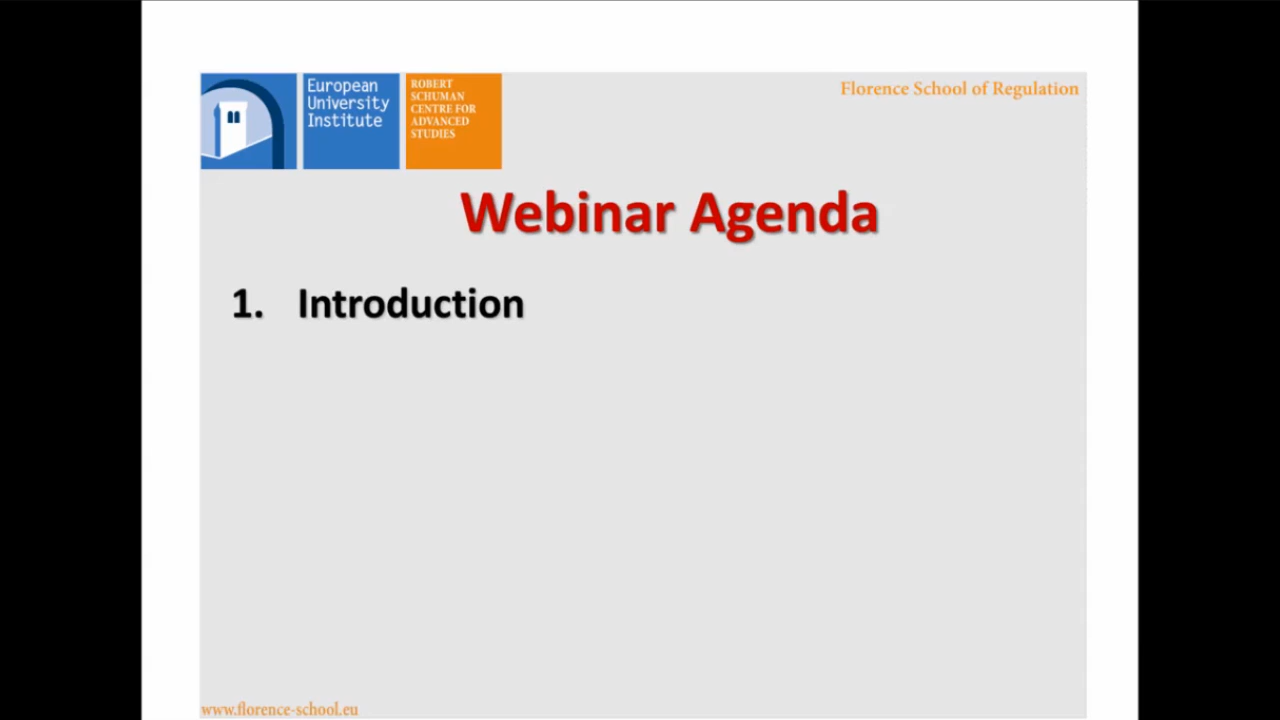 European
University
Institute
ROBERT
SCHUMAN
CENTRE FOR
ADVANCED
STUDIES
Florence School of Regulation
Webinar Agenda
1. Introduction
www.florence-school.eu